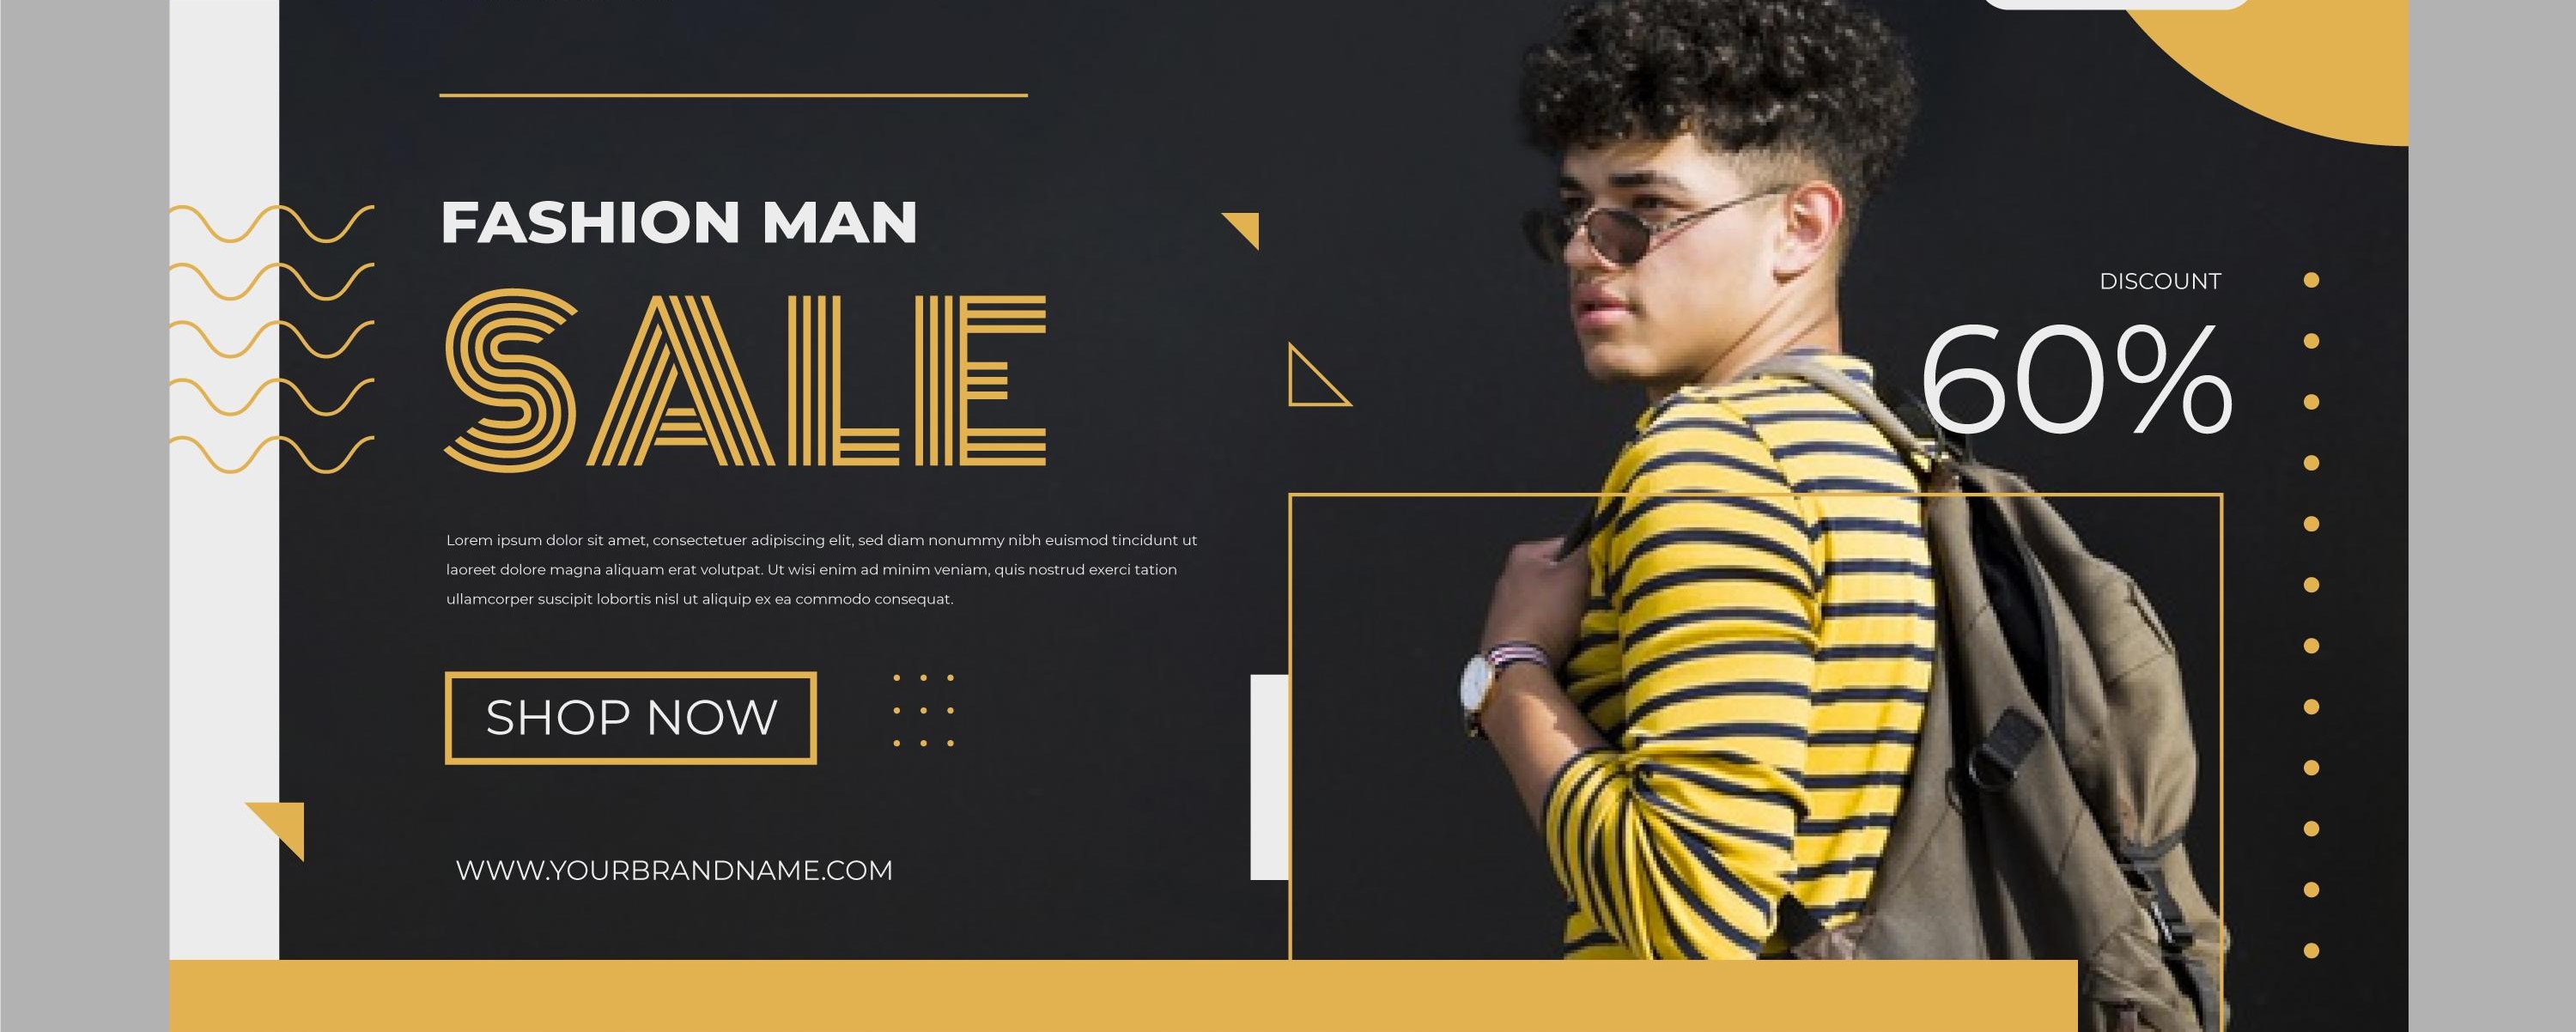 FASHION MAN
SALE
Lorem ipsum dolor sit amet, consectetuer adipiscing elit, sed diam nonummy nibh euismod tincidunt ut
laoreet dolore magna aliquam erat volutpat. Ut wisi enim ad minim veniam, quis nostrud exerci tation
ullamcorper suscipit lobortis nisl ut aliquip ex ea commodo consequat.
SHOP NOW
WWW.YOURBRANDNAME.COM
DISCOUNT
60%